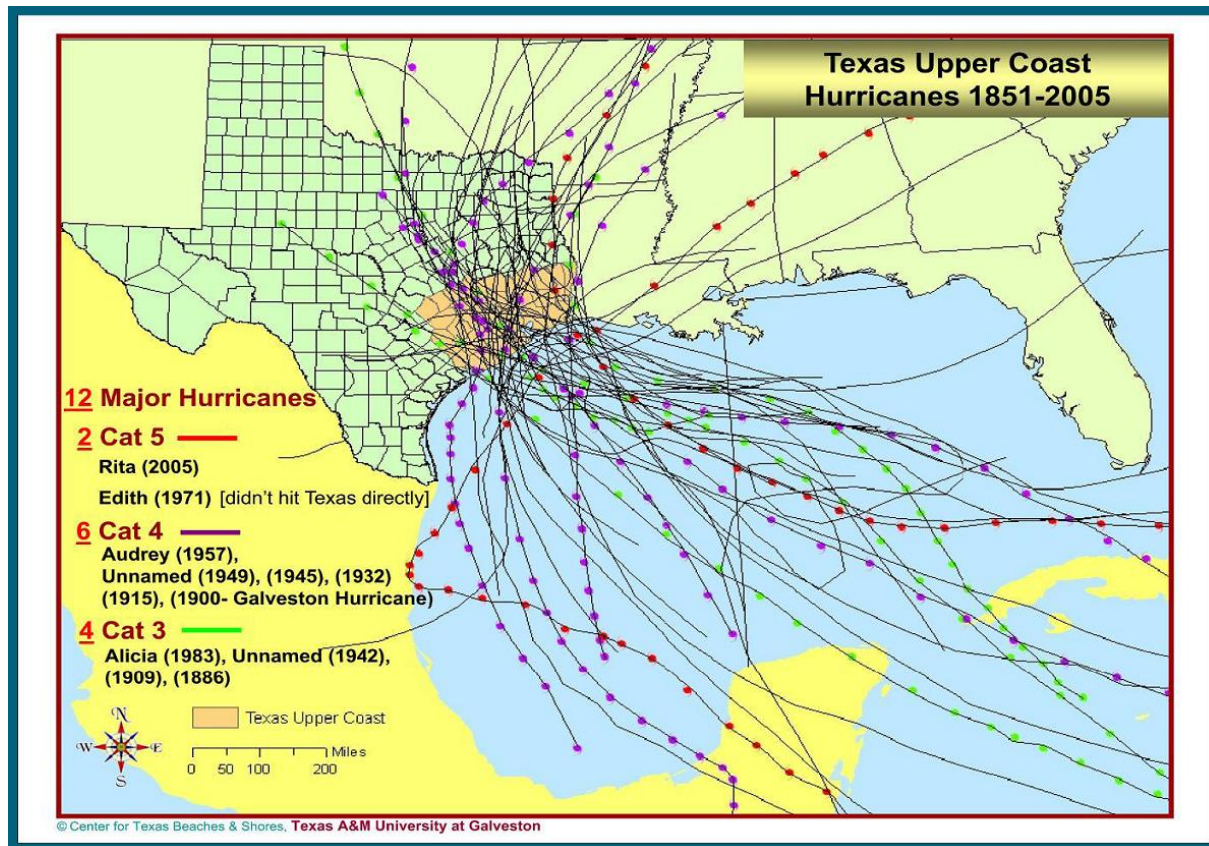 Texas Upper Coast
Hurricanes 1851-2005
12 Major Hurricanes
2 Cat 5
Rita (2005)
Edith (1971) [didn't hit Texas directly]
6 Cat 4
Audrey (1957),
Unnamed (1949), (1945), (1932)
(1915), (1900- Galveston Hurricane)
4 Cat 3
Alicia (1983), Unnamed (1942),
(1909), (1886)
N
W E
S
Texas Upper Coast
Miles
0 50 100 200
© Center for Texas Beaches & Shores, Texas A&M University at Galveston